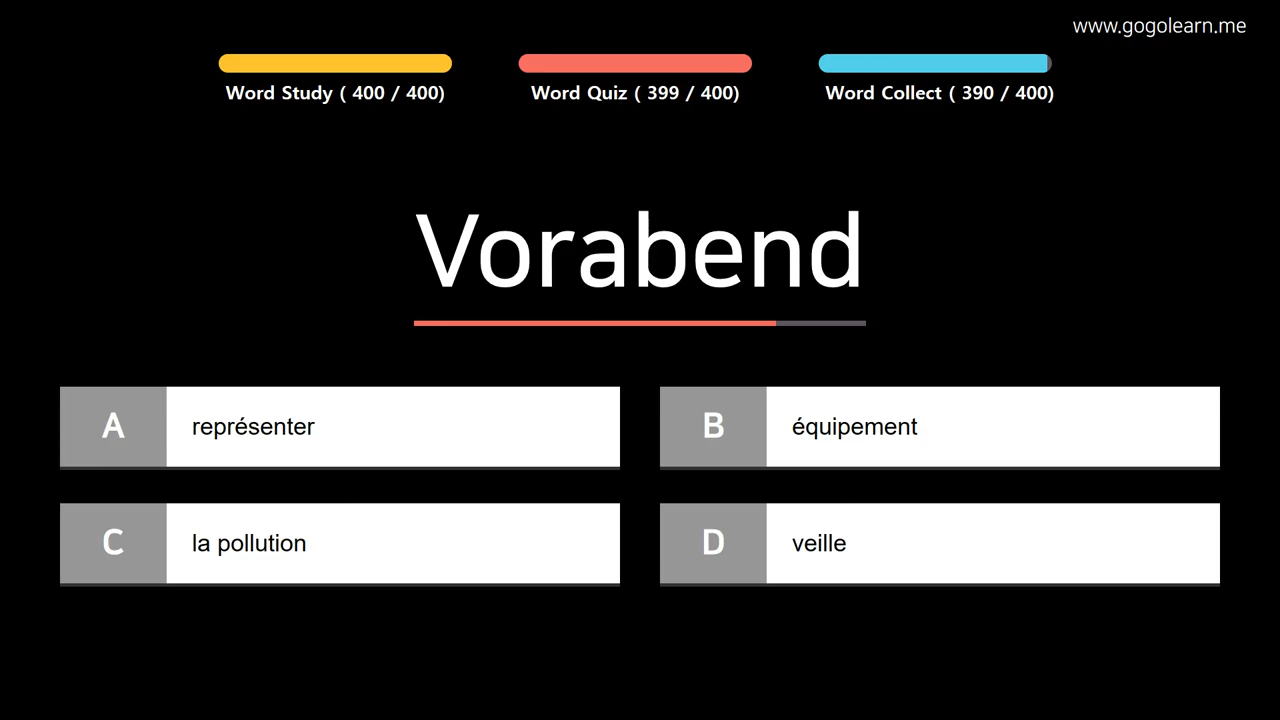 www.gogolearn.me
Word Study ( 400 / 400)
Word Quiz ( 399 / 400)
Word Collect ( 390 / 400)
Vorabend
A
représenter
B
équipement
C
la pollution
D
veille